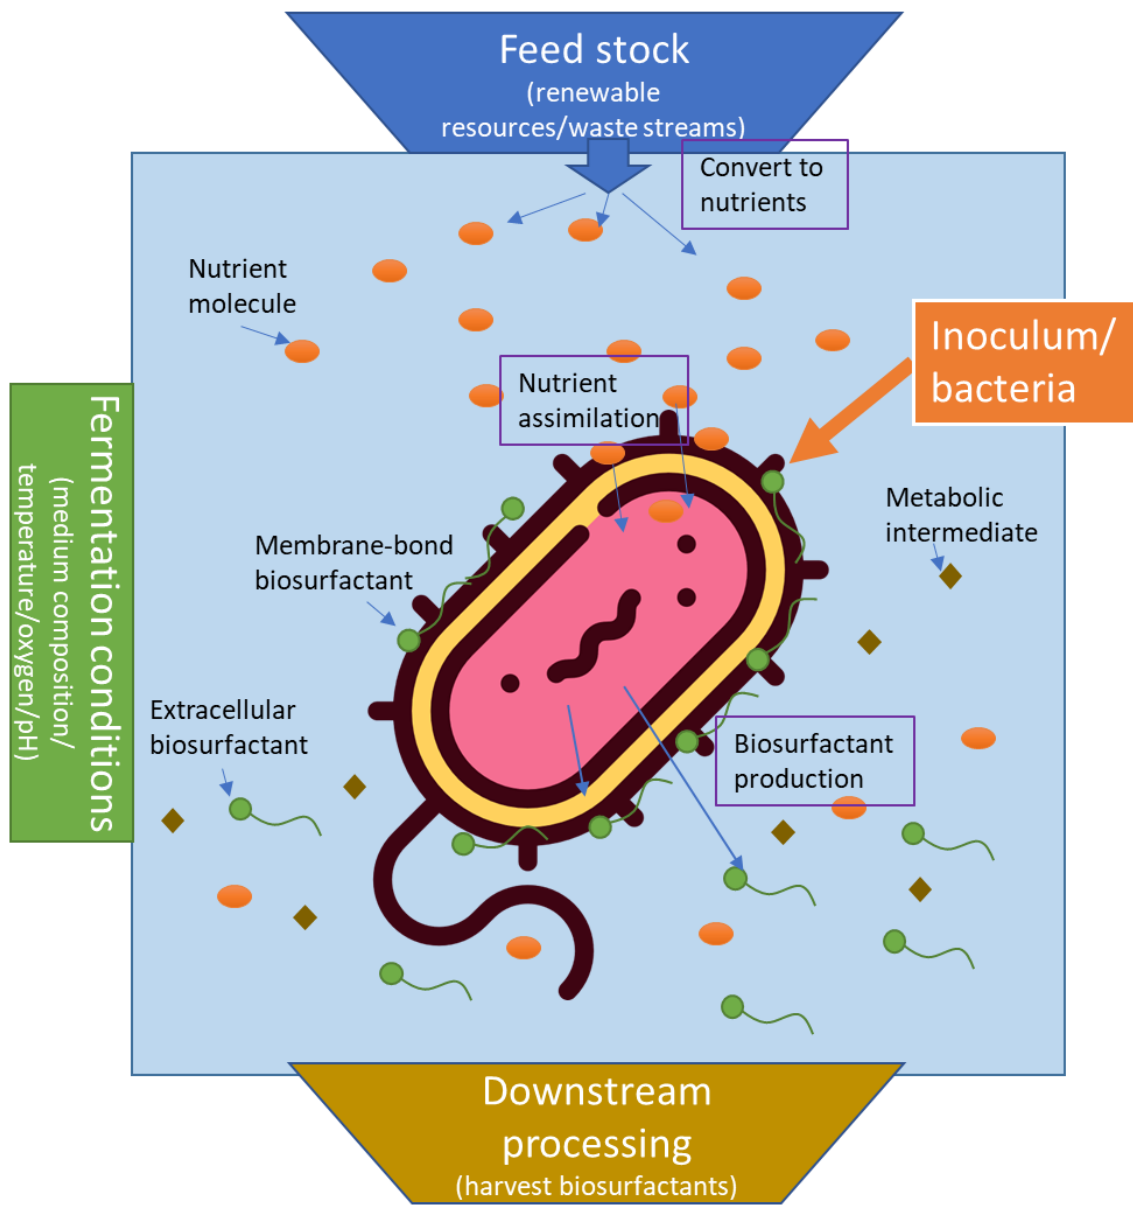 Feed stock
(renewable
resources/waste streams)
Convert to
nutrients
Nutrient
molecule
Inoculum/
bacteria
Nutrient
assimilation
Fermentation conditions
(medium composition/
temperature/oxygen/pH)
Metabolic
intermediate
Membrane-bond
biosurfactant
Extracellular
biosurfactant
Biosurfactant
production
Downstream
processing
(harvest biosurfactants)